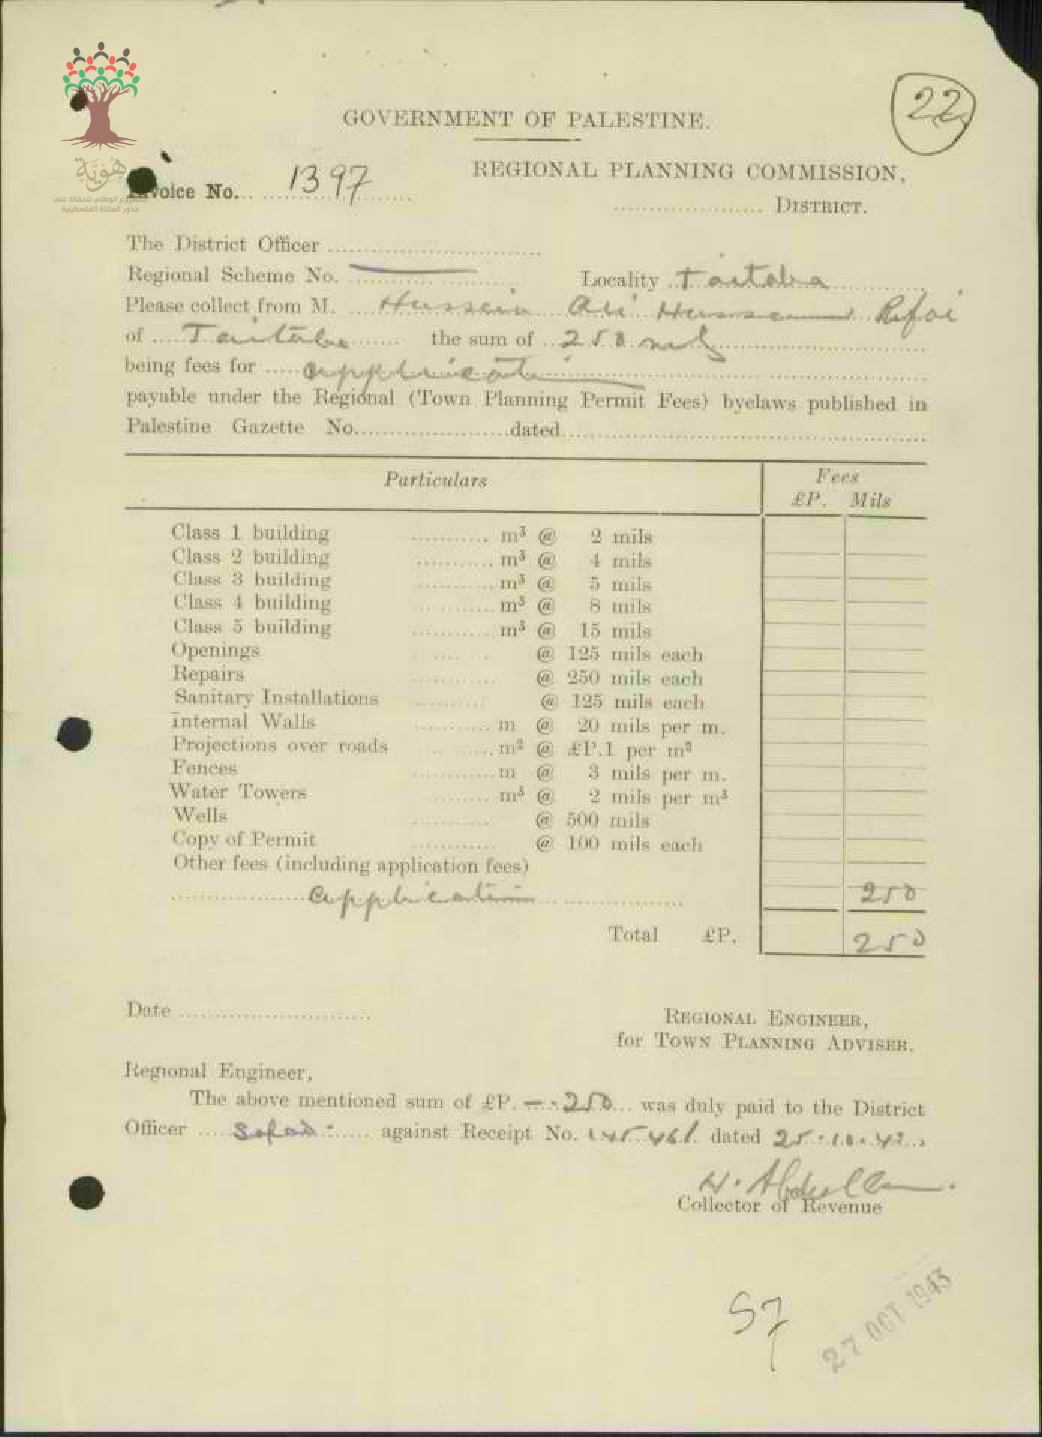 22
GOVERNMENT OF PALESTINE.
هُويَّة
المشروع الوطني للحفاظ على
جذور العائلة الفلسطينية
Invoice No. 1397
REGIONAL PLANNING COMMISSION,
DISTRICT.
The District Officer
Regional Scheme No. Locality Taitaba
Please collect from M. Hussein Ali Refai
of Taitaba the sum of 250 mils
being fees for application
payable under the Regional (Town Planning Permit Fees) byelaws published in
Palestine Gazette No. dated
Particulars Fees
£P. Mils
Class 1 building m³ @ 2 mils
Class 2 building m³ @ 4 mils
Class 3 building m³ @ 5 mils
Class 4 building m³ @ 8 mils
Class 5 building m³ @ 15 mils
Openings @ 125 mils each
Repairs @ 250 mils each
Sanitary Installations @ 125 mils each
Internal Walls m @ 20 mils per m.
Projections over roads m² @ £P.1 per m²
Fences m @ 3 mils per m.
Water Towers m³ @ 2 mils per m³
Wells @ 500 mils
Copy of Permit @ 100 mils each
Other fees (including application fees)
application 250
Total £P. 250
Date
REGIONAL ENGINEER,
for TOWN PLANNING ADVISER.
Regional Engineer,
The above mentioned sum of £P. -.250 was duly paid to the District
Officer Safad against Receipt No. dated
Collector of Revenue
57
27 OCT 1943